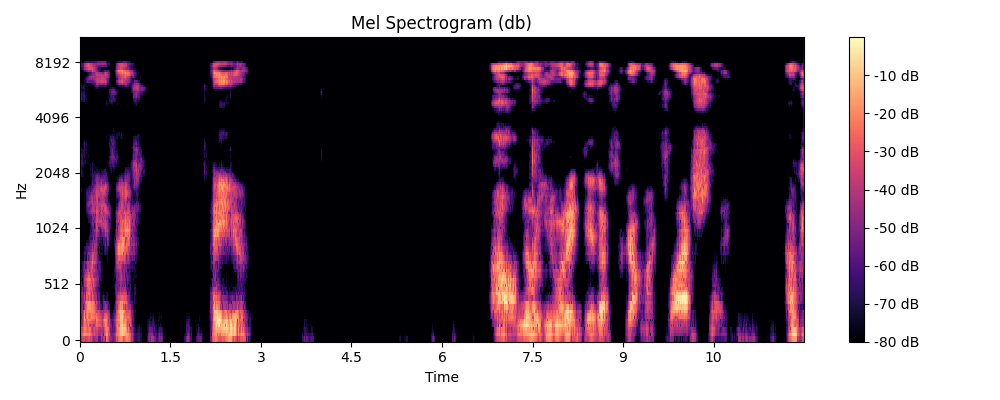 Mel Spectrogram (db)
8192
4096
2048
1024
512
0
Hz
0 1.5 3 4.5 6 7.5 9 10
Time
-10 dB
-20 dB
-30 dB
-40 dB
-50 dB
-60 dB
-70 dB
-80 dB